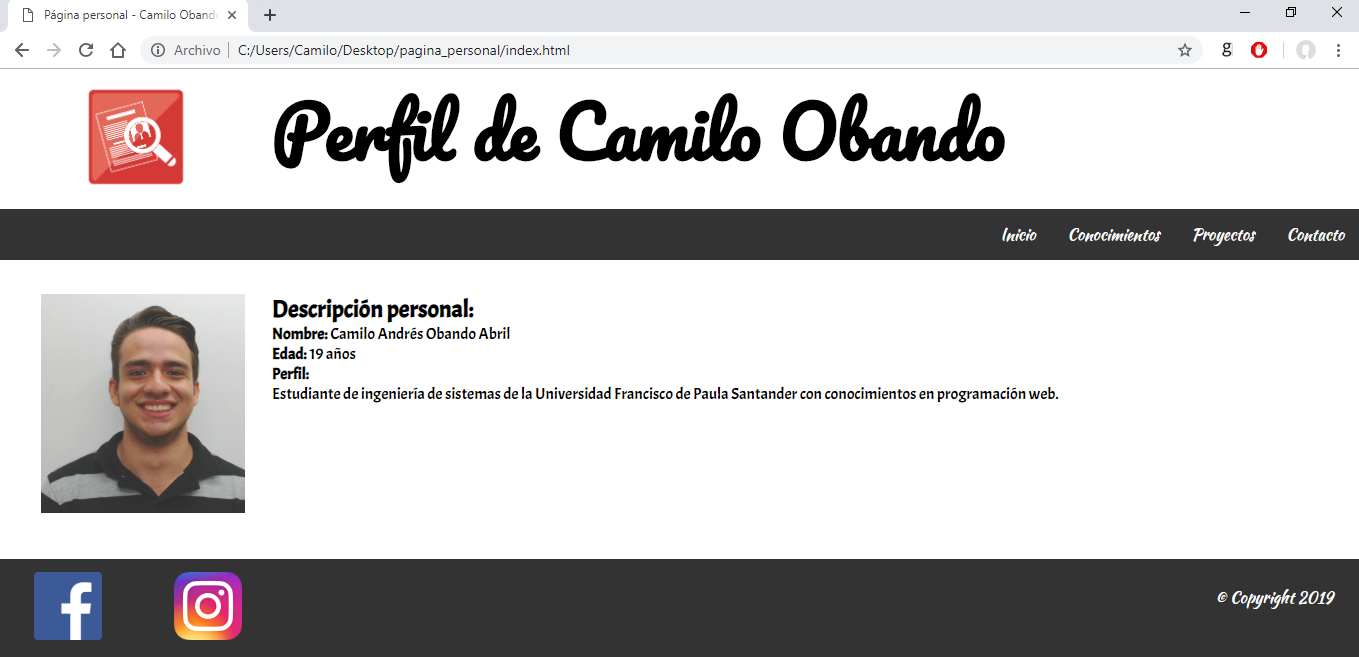 Página personal - Camilo Oband
Archivo | C:/Users/Camilo/Desktop/pagina_personal/index.html
g
Perfil de Camilo Obando
Inicio Conocimientos Proyectos Contacto
Descripción personal:
Nombre: Camilo Andrés Obando Abril
Edad: 19 años
Perfil:
Estudiante de ingeniería de sistemas de la Universidad Francisco de Paula Santander con conocimientos en programación web.
f
© Copyright 2019